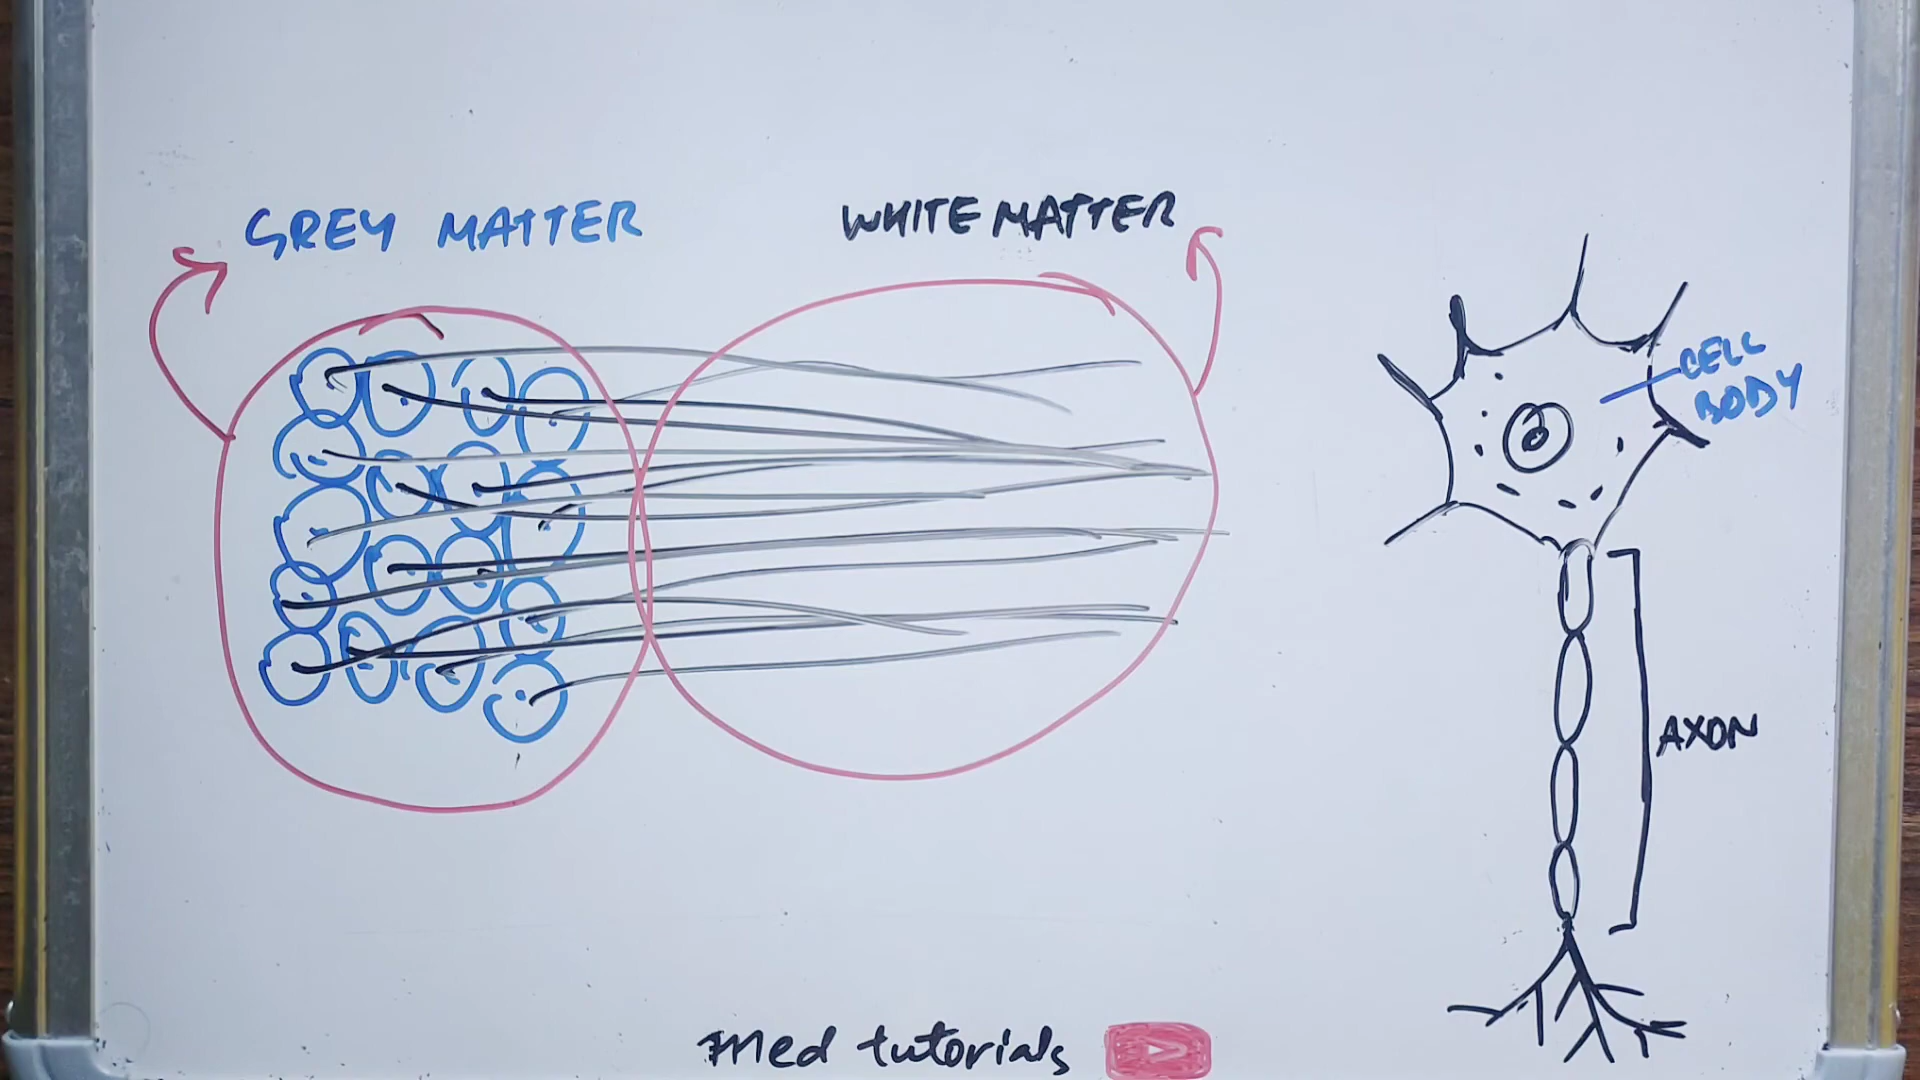 GREY MATTER
WHITE MATTER
CELL
BODY
AXON
Med tutorials